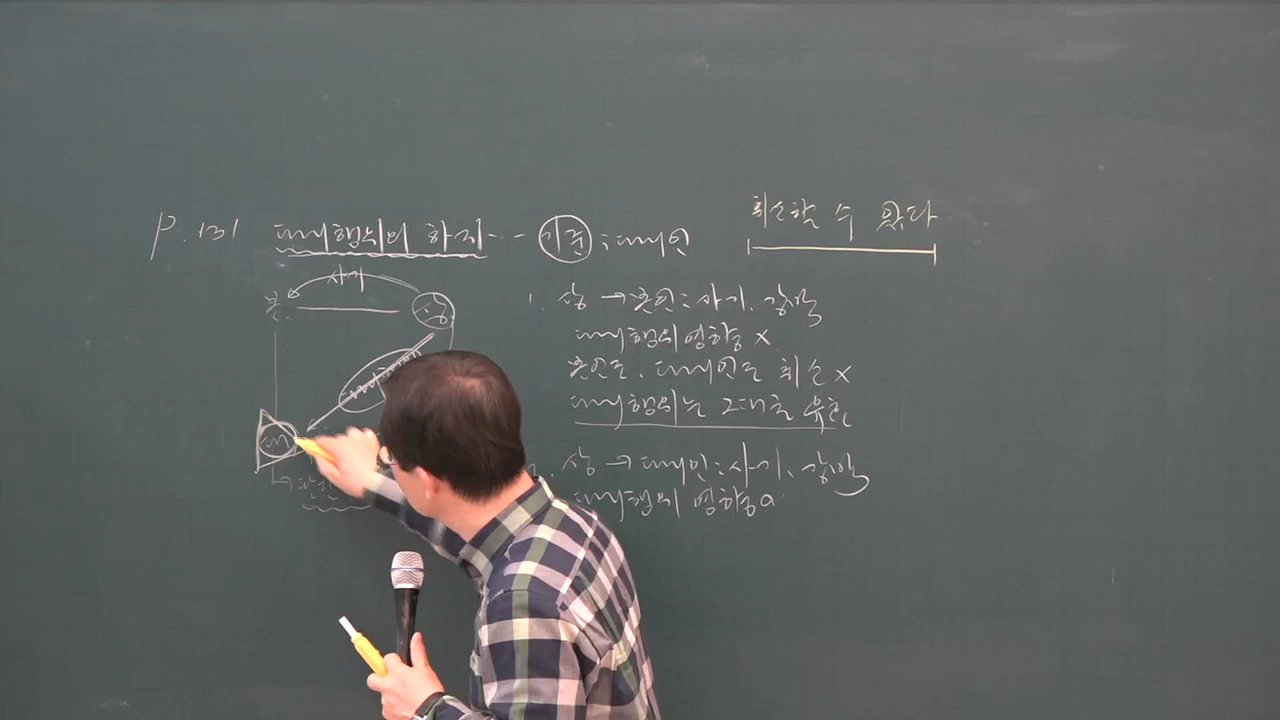 P. 131 대리행위의 하자 ··· 기준 : 대리인
취소할 수 있다
사기
본
상
대
1. 상 → 본인 : 사기, 강박
대리행위 영향 x
본인도, 대리인도 취소 x
대리행위는 그대로 유효
2. 상 → 대리인 : 사기, 강박
대리행위 영향 o